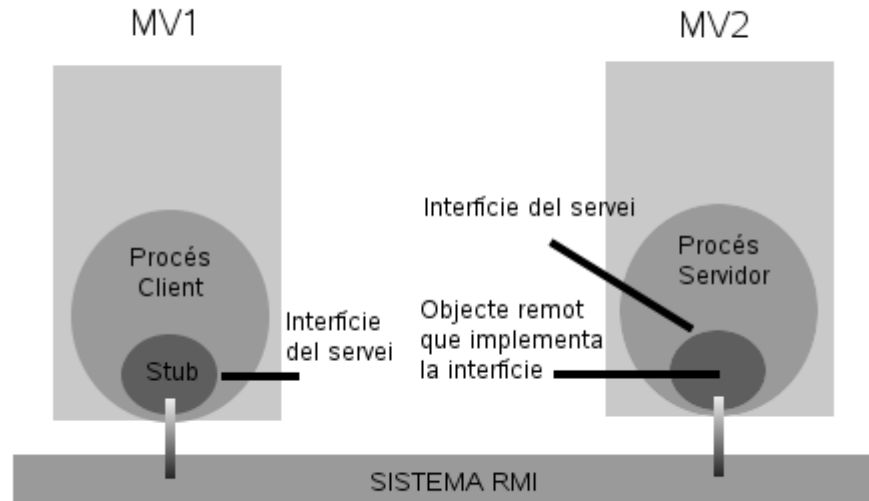 MV1
MV2
Procés
Client
Stub
Interfície
del servei
Interfície del servei
Procés
Servidor
Objecte remot
que implementa
la interfície
SISTEMA RMI